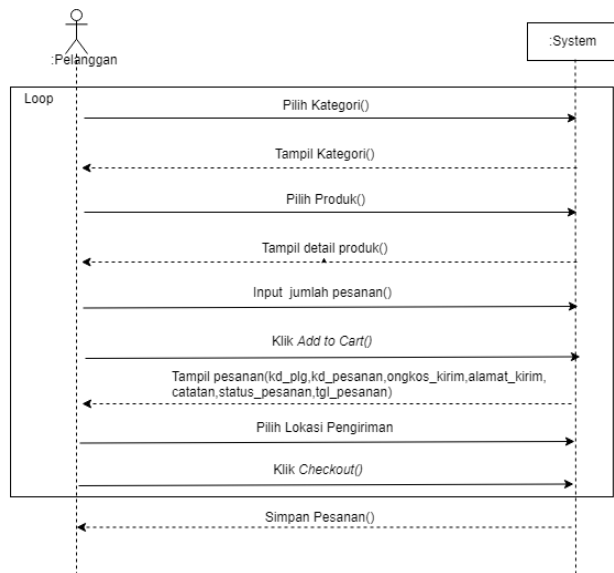 :Pelanggan
:System
Loop
Pilih Kategori()
Tampil Kategori()
Pilih Produk()
Tampil detail produk()
Input jumlah pesanan()
Klik Add to Cart()
Tampil pesanan(kd_plg,kd_pesanan,ongkos_kirim,alamat_kirim,
catatan,status_pesanan,tgl_pesanan)
Pilih Lokasi Pengiriman
Klik Checkout()
Simpan Pesanan()